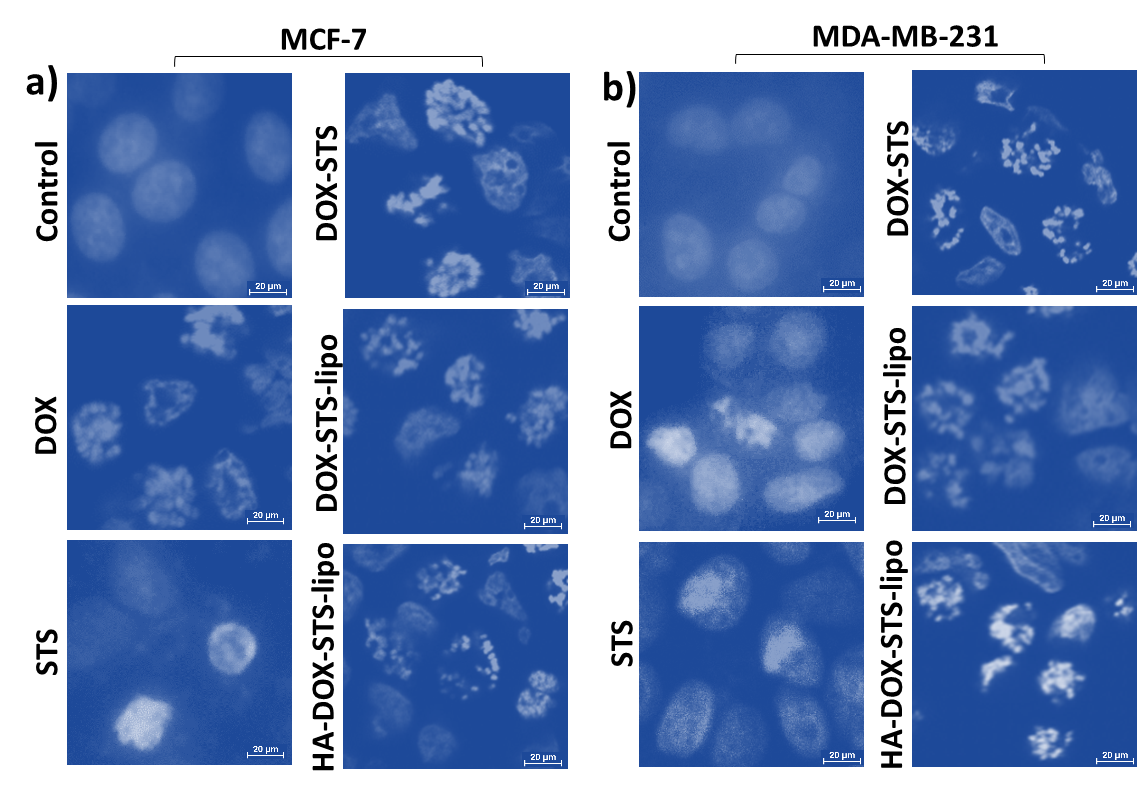 MCF-7
a)
Control
20 µm
DOX-STS
20 µm
DOX
20 µm
DOX-STS-lipo
20 µm
STS
20 µm
HA-DOX-STS-lipo
20 µm
MDA-MB-231
b)
Control
20 µm
DOX-STS
20 µm
DOX
20 µm
DOX-STS-lipo
20 µm
STS
20 µm
HA-DOX-STS-lipo
20 µm